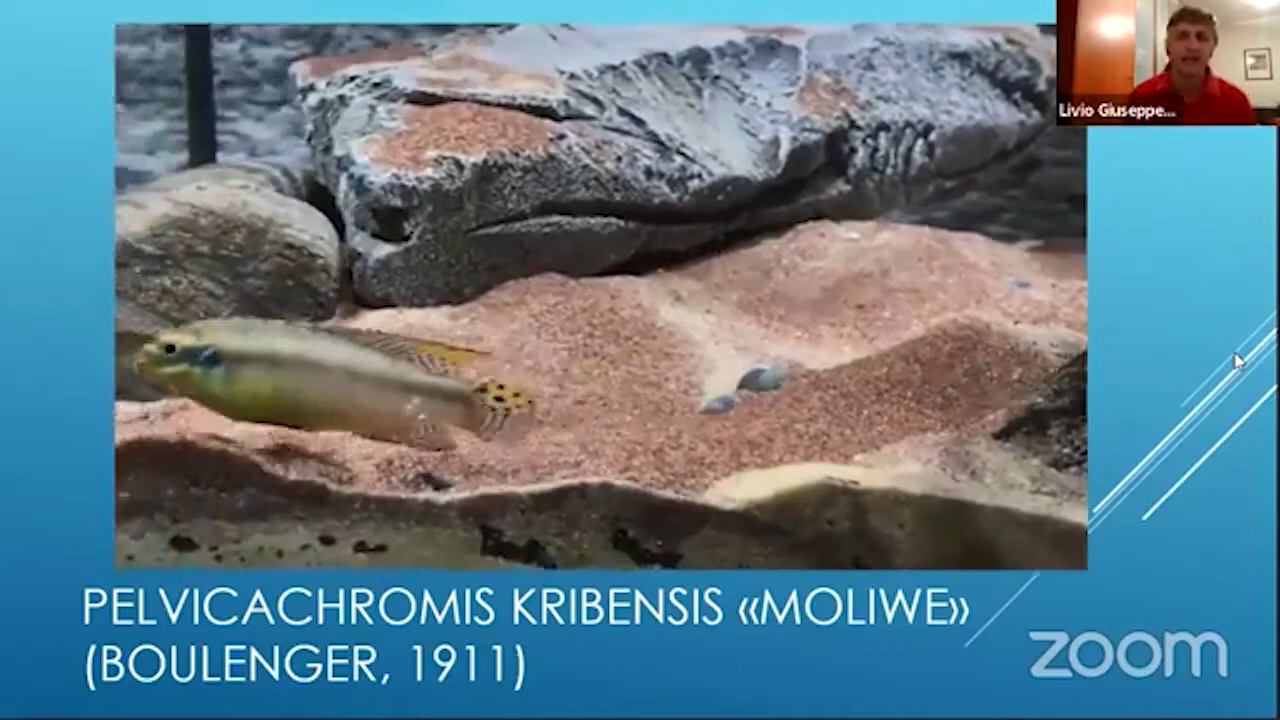 Livio Giuseppe...
PELVICACHROMIS KRIBENSIS «MOLIWE»
(BOULENGER, 1911)
zoom